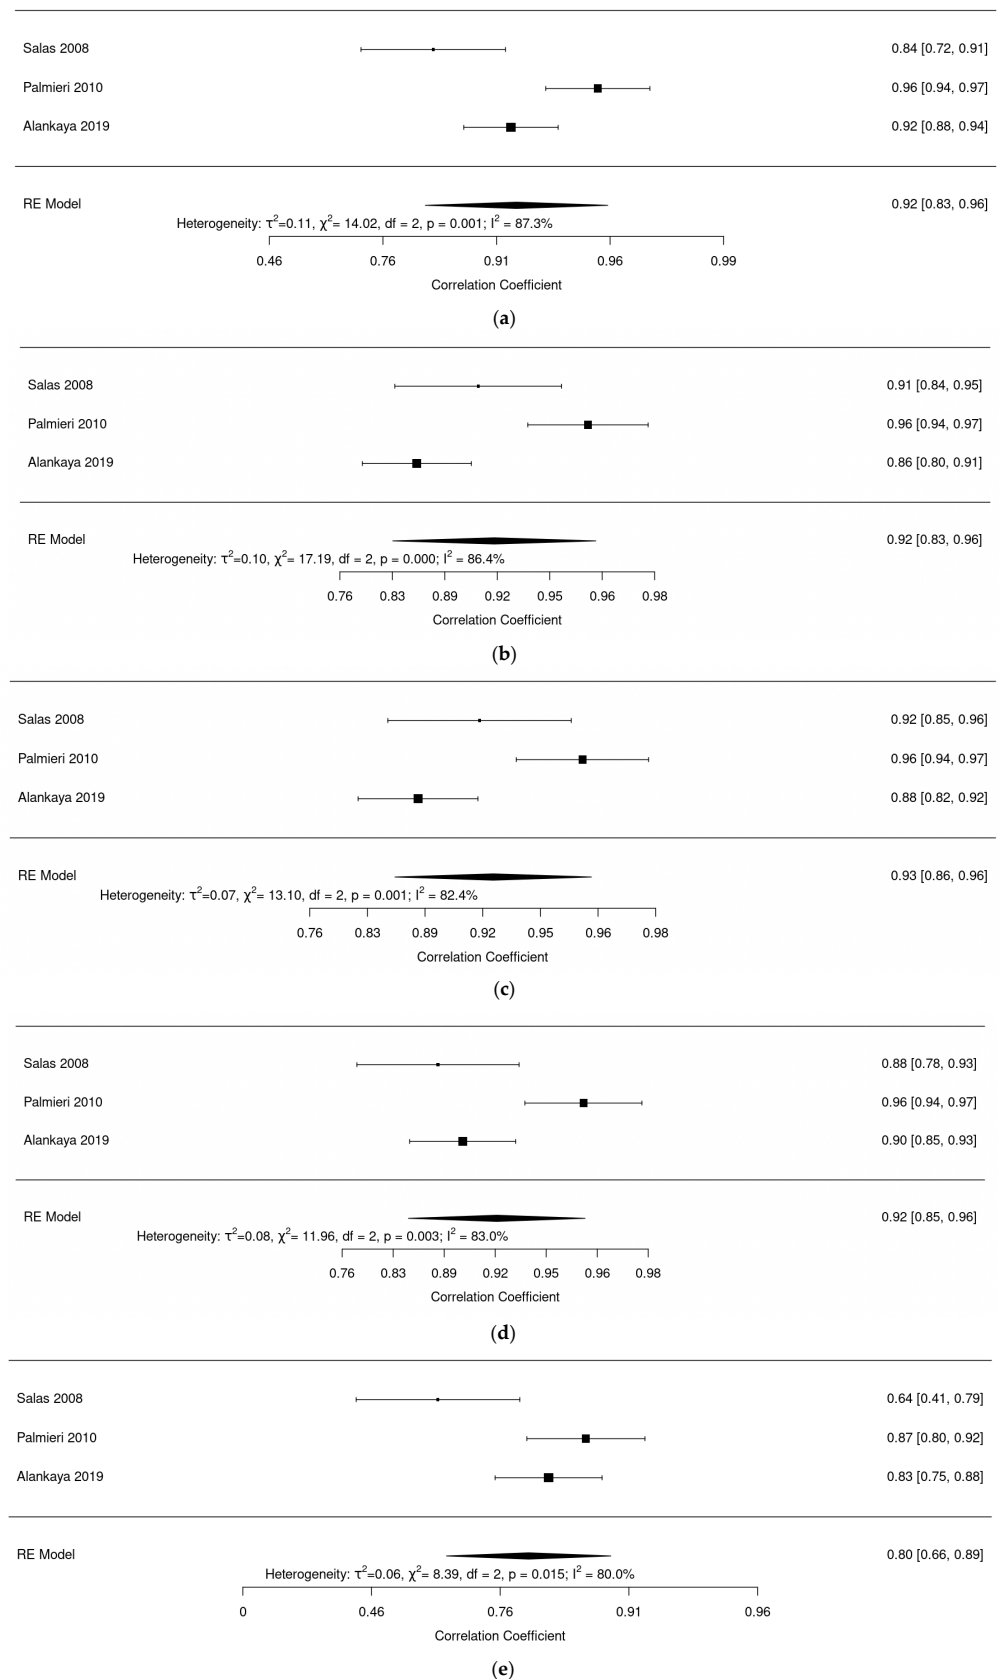 Salas 2008 0.84 [0.72, 0.91]
Palmieri 2010 0.96 [0.94, 0.97]
Alankaya 2019 0.92 [0.88, 0.94]
RE Model 0.92 [0.83, 0.96]
Heterogeneity: τ²=0.11, χ²= 14.02, df = 2, p = 0.001; I² = 87.3%
0.46 0.76 0.91 0.96 0.99
Correlation Coefficient
(a)
Salas 2008 0.91 [0.84, 0.95]
Palmieri 2010 0.96 [0.94, 0.97]
Alankaya 2019 0.86 [0.80, 0.91]
RE Model 0.92 [0.83, 0.96]
Heterogeneity: τ²=0.10, χ²= 17.19, df = 2, p = 0.000; I² = 86.4%
0.76 0.83 0.89 0.92 0.95 0.96 0.98
Correlation Coefficient
(b)
Salas 2008 0.92 [0.85, 0.96]
Palmieri 2010 0.96 [0.94, 0.97]
Alankaya 2019 0.88 [0.82, 0.92]
RE Model 0.93 [0.86, 0.96]
Heterogeneity: τ²=0.07, χ²= 13.10, df = 2, p = 0.001; I² = 82.4%
0.76 0.83 0.89 0.92 0.95 0.96 0.98
Correlation Coefficient
(c)
Salas 2008 0.88 [0.78, 0.93]
Palmieri 2010 0.96 [0.94, 0.97]
Alankaya 2019 0.90 [0.85, 0.93]
RE Model 0.92 [0.85, 0.96]
Heterogeneity: τ²=0.08, χ²= 11.96, df = 2, p = 0.003; I² = 83.0%
0.76 0.83 0.89 0.92 0.95 0.96 0.98
Correlation Coefficient
(d)
Salas 2008 0.64 [0.41, 0.79]
Palmieri 2010 0.87 [0.80, 0.92]
Alankaya 2019 0.83 [0.75, 0.88]
RE Model 0.80 [0.66, 0.89]
Heterogeneity: τ²=0.06, χ²= 8.39, df = 2, p = 0.015; I² = 80.0%
0 0.46 0.76 0.91 0.96
Correlation Coefficient
(e)